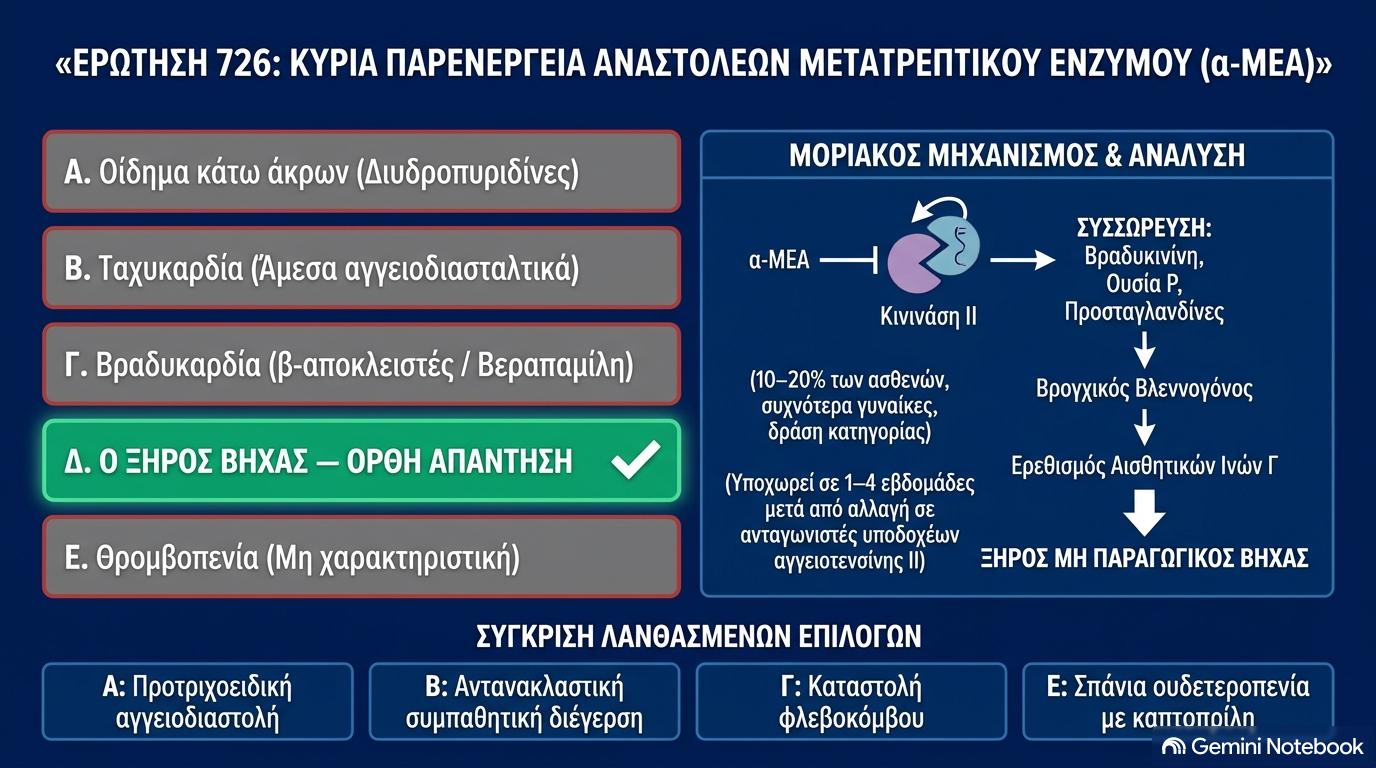 «ΕΡΩΤΗΣΗ 726: ΚΥΡΙΑ ΠΑΡΕΝΕΡΓΕΙΑ ΑΝΑΣΤΟΛΕΩΝ ΜΕΤΑΤΡΕΠΤΙΚΟΥ ΕΝΖΥΜΟΥ (α-ΜΕΑ)»
Α. Οίδημα κάτω άκρων (Διυδροπυριδίνες)
Β. Ταχυκαρδία (Άμεσα αγγειοδιασταλτικά)
Γ. Βραδυκαρδία (β-αποκλειστές / Βεραπαμίλη)
Δ. Ο ΞΗΡΟΣ ΒΗΧΑΣ — ΟΡΘΗ ΑΠΑΝΤΗΣΗ
Ε. Θρομβοπενία (Μη χαρακτηριστική)
ΜΟΡΙΑΚΟΣ ΜΗΧΑΝΙΣΜΟΣ & ΑΝΑΛΥΣΗ
α-ΜΕΑ
Κινινάση ΙΙ
ΣΥΣΣΩΡΕΥΣΗ:
Βραδυκινίνη,
Ουσία P,
Προσταγλανδίνες
Βρογχικός Βλεννογόνος
Ερεθισμός Αισθητικών Ινών Γ
ΞΗΡΟΣ ΜΗ ΠΑΡΑΓΩΓΙΚΟΣ ΒΗΧΑΣ
(10–20% των ασθενών,
συχνότερα γυναίκες,
δράση κατηγορίας)
(Υποχωρεί σε 1–4 εβδομάδες
μετά από αλλαγή σε
ανταγωνιστές υποδοχέων
αγγειοτενσίνης ΙΙ)
ΣΥΓΚΡΙΣΗ ΛΑΝΘΑΣΜΕΝΩΝ ΕΠΙΛΟΓΩΝ
Α: Προτριχοειδική
αγγειοδιαστολή
Β: Αντανακλαστική
συμπαθητική διέγερση
Γ: Καταστολή
φλεβοκόμβου
Ε: Σπάνια ουδετεροπενία
με καπτοπρίλη
Gemini Notebook